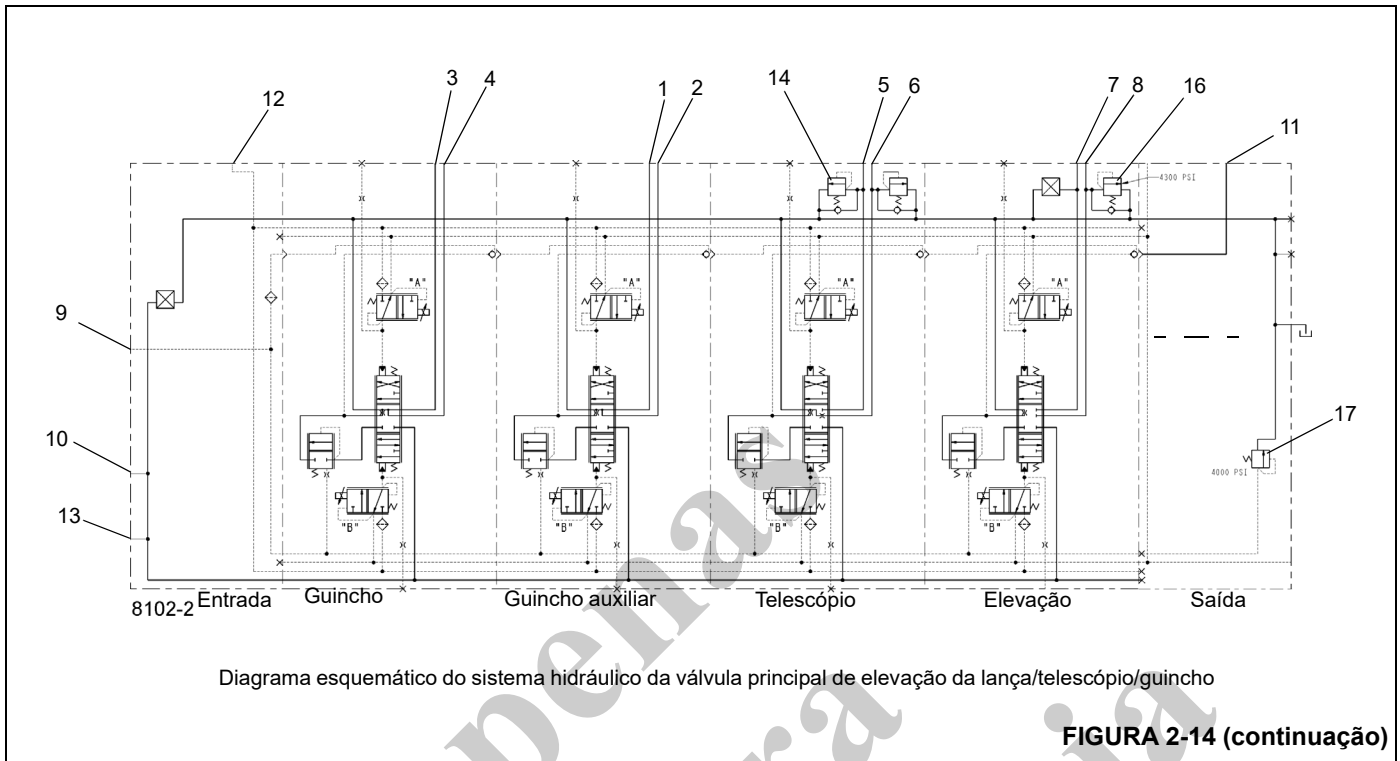 3 4 1 2 14 5 6 7 8 16
12 11
4300 PSI
"A" "A" "A" "A"
9
10 17
4000 PSI
13
"B" "B" "B" "B"
8102-2 Entrada Guincho Guincho auxiliar Telescópio Elevação Saída
Diagrama esquemático do sistema hidráulico da válvula principal de elevação da lança/telescópio/guincho
FIGURA 2-14 (continuação)
penas